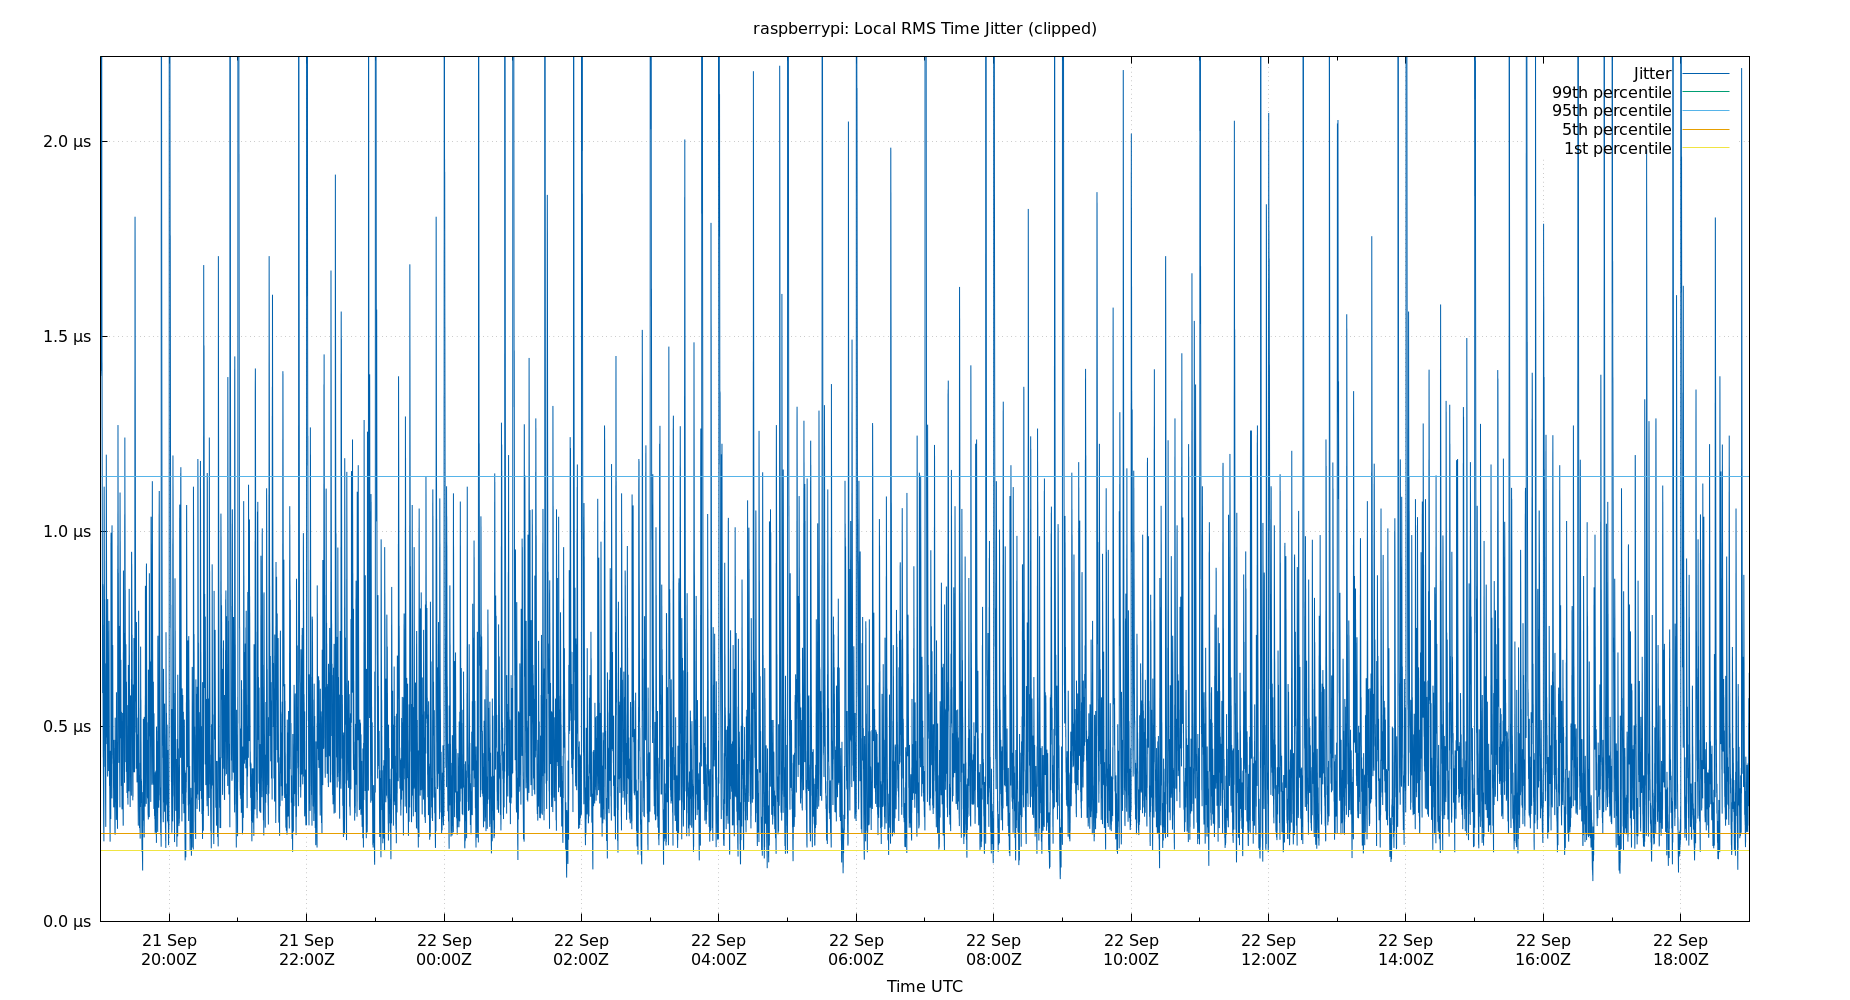 raspberrypi: Local RMS Time Jitter (clipped)
Jitter
99th percentile
95th percentile
5th percentile
1st percentile
2.0 µs
1.5 µs
1.0 µs
0.5 µs
0.0 µs
21 Sep 21 Sep 22 Sep 22 Sep 22 Sep 22 Sep 22 Sep 22 Sep 22 Sep 22 Sep 22 Sep 22 Sep
20:00Z 22:00Z 00:00Z 02:00Z 04:00Z 06:00Z 08:00Z 10:00Z 12:00Z 14:00Z 16:00Z 18:00Z
Time UTC